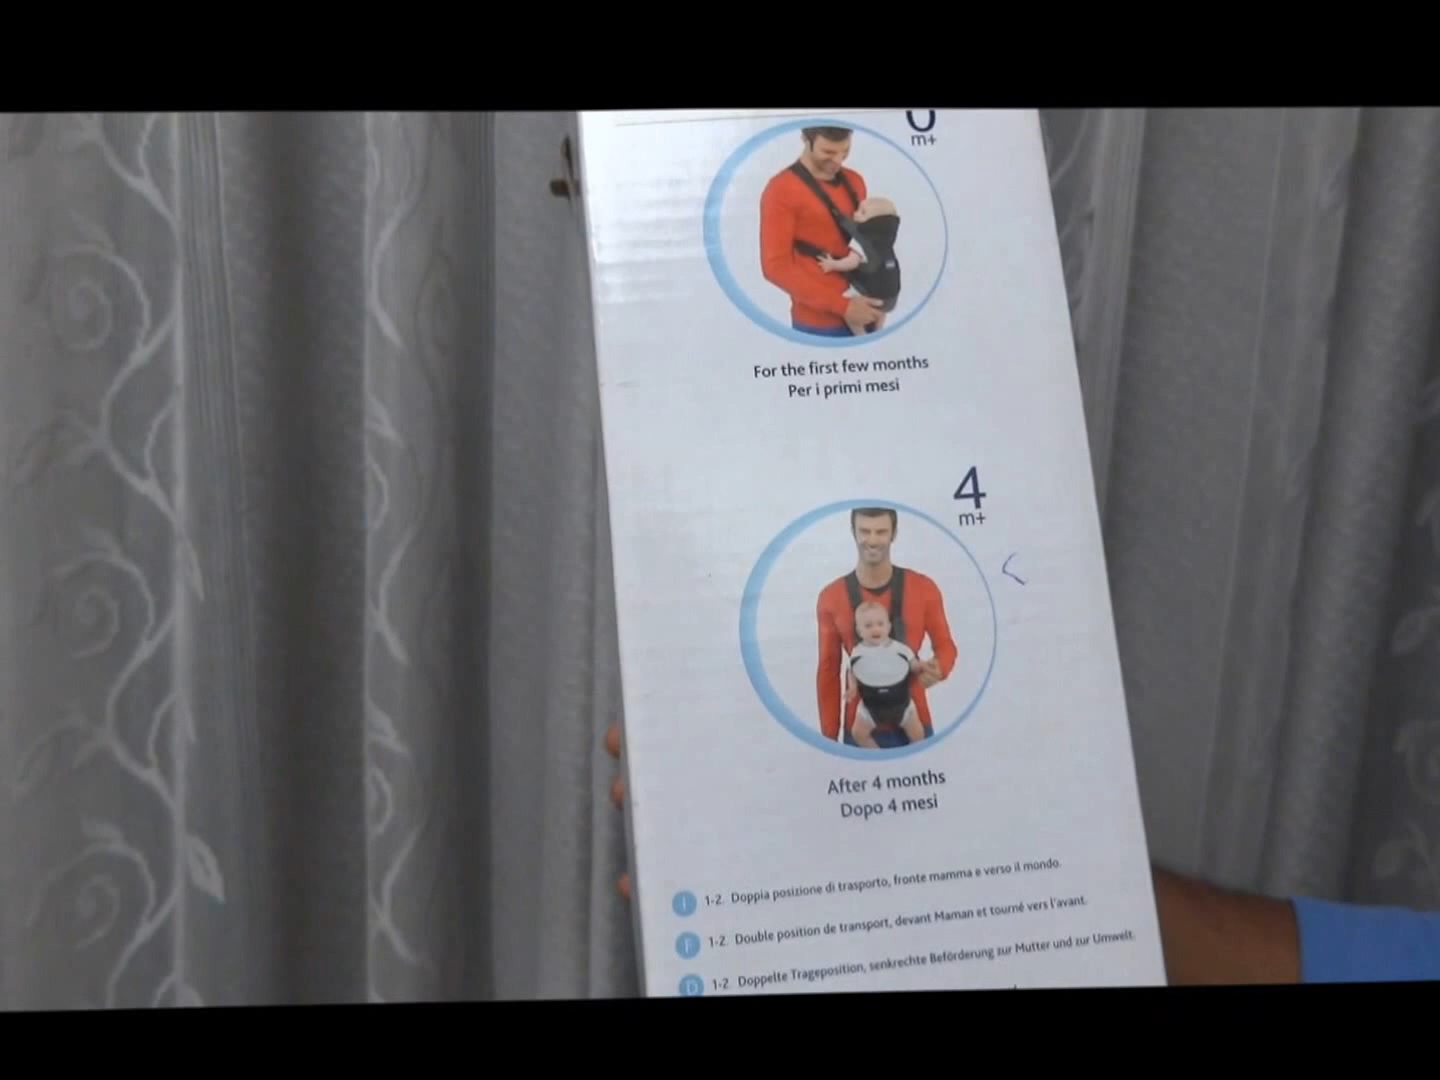 0
m+
For the first few months
Per i primi mesi
4
m+
After 4 months
Dopo 4 mesi
I 1-2. Doppia posizione di trasporto, fronte mamma e verso il mondo.
F 1-2. Double position de transport, devant Maman et tourné vers l'avant.
D 1-2. Doppelte Trageposition, senkrechte Beförderung zur Mutter und zur Umwelt.